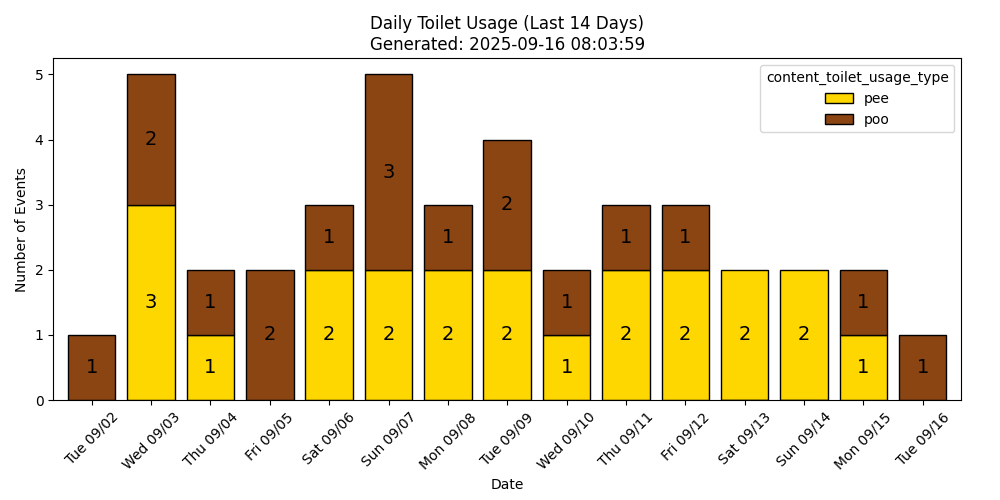 Daily Toilet Usage (Last 14 Days)
Generated: 2025-09-16 08:03:59
content_toilet_usage_type
pee
poo
Number of Events
5
4
3
2
1
0
1
3
2
1
1
2
2
1
2
3
2
1
2
2
1
1
2
1
2
1
2
2
1
1
1
Tue 09/02
Wed 09/03
Thu 09/04
Fri 09/05
Sat 09/06
Sun 09/07
Mon 09/08
Tue 09/09
Wed 09/10
Thu 09/11
Fri 09/12
Sat 09/13
Sun 09/14
Mon 09/15
Tue 09/16
Date